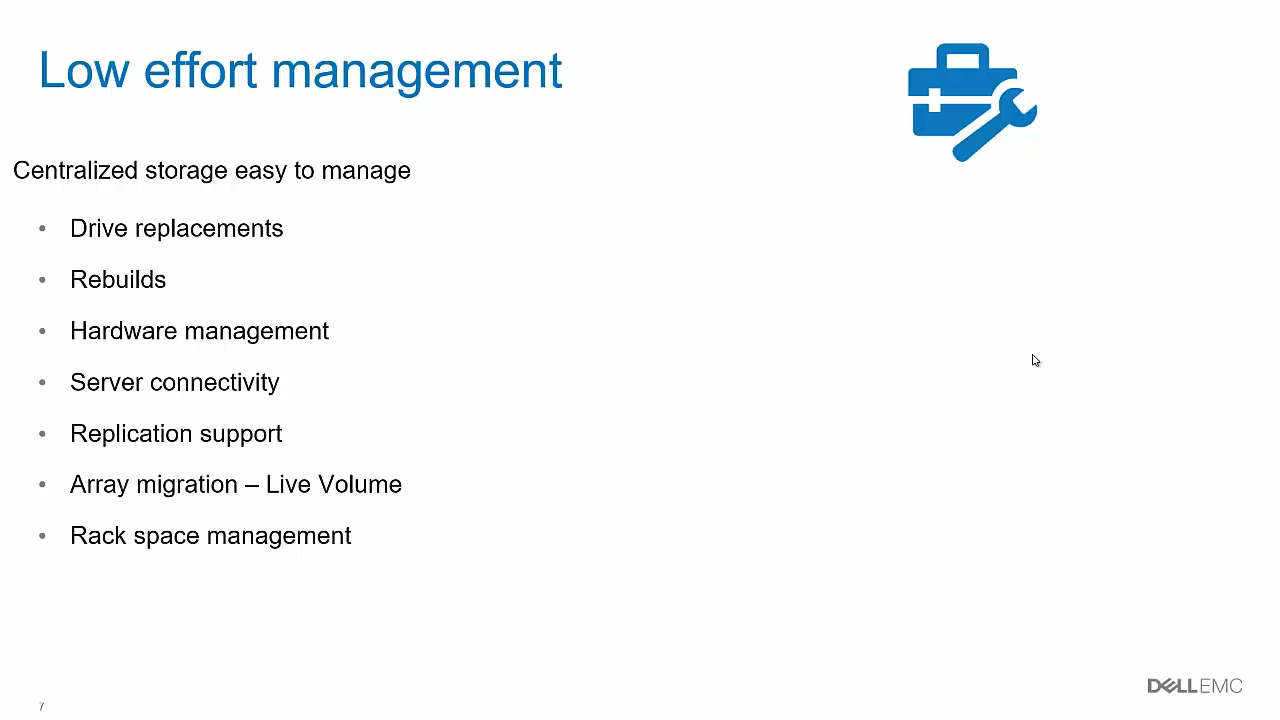 Low effort management
Centralized storage easy to manage
• Drive replacements
• Rebuilds
• Hardware management
• Server connectivity
• Replication support
• Array migration – Live Volume
• Rack space management
7
DELLEMC